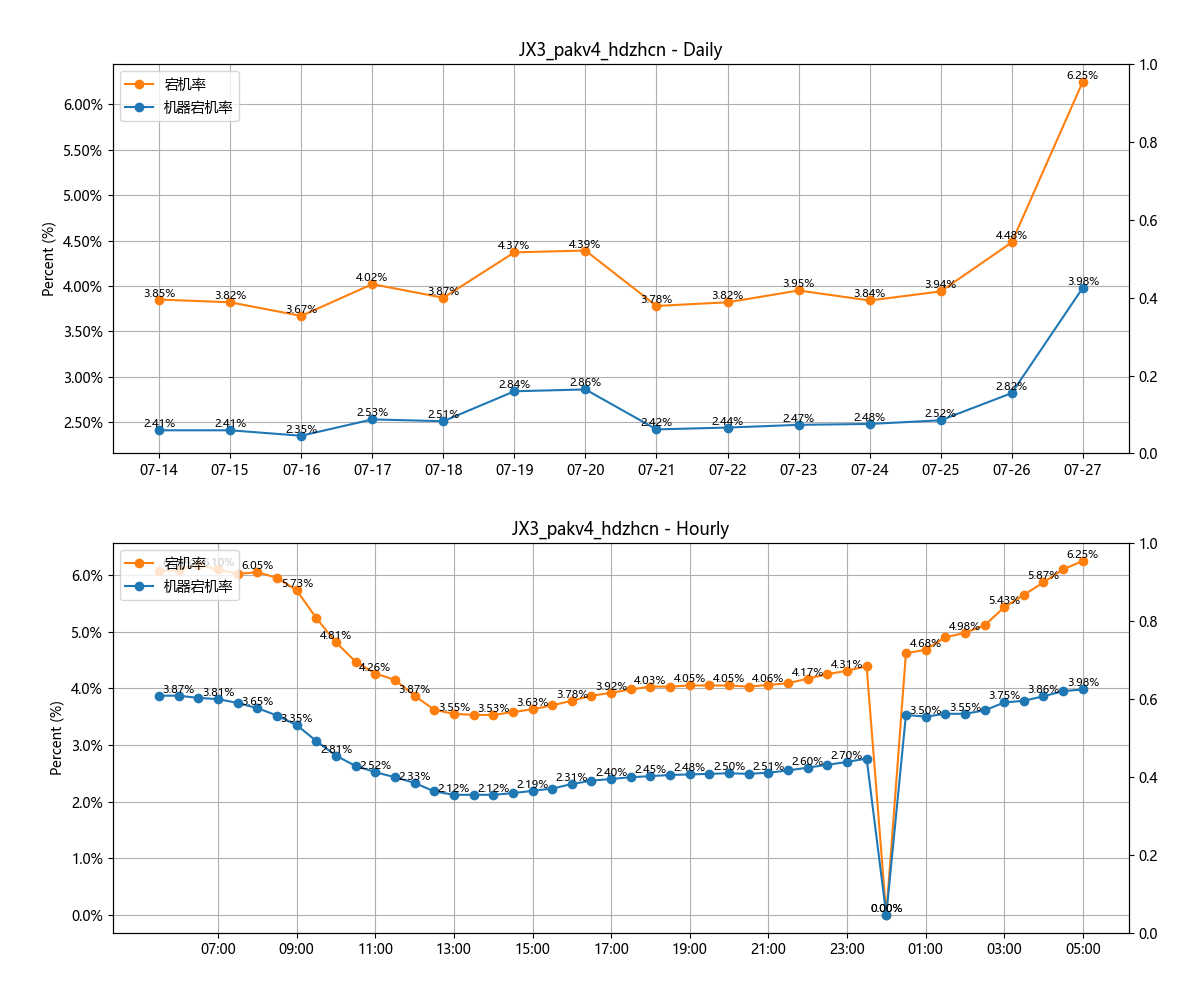 JX3_pakv4_hdzhcn - Daily
宕机率
机器宕机率
Percent (%)
6.00%
5.50%
5.00%
4.50%
4.00%
3.50%
3.00%
2.50%
1.0
0.8
0.6
0.4
0.2
0.0
3.85% 3.82% 3.67% 4.02% 3.87% 4.37% 4.39% 3.78% 3.82% 3.95% 3.84% 3.94% 4.48% 6.25%
2.41% 2.41% 2.35% 2.53% 2.51% 2.84% 2.86% 2.42% 2.44% 2.47% 2.48% 2.52% 2.82% 3.98%
07-14 07-15 07-16 07-17 07-18 07-19 07-20 07-21 07-22 07-23 07-24 07-25 07-26 07-27
JX3_pakv4_hdzhcn - Hourly
宕机率
机器宕机率
Percent (%)
6.0%
5.0%
4.0%
3.0%
2.0%
1.0%
0.0%
1.0
0.8
0.6
0.4
0.2
0.0
6.05% 5.73% 4.81% 4.26% 3.87% 3.55% 3.53% 3.63% 3.78% 3.92% 4.03% 4.05% 4.05% 4.06% 4.17% 4.31% 0.00% 4.68% 4.98% 5.43% 5.87% 6.25%
3.87% 3.81% 3.65% 3.35% 2.81% 2.52% 2.33% 2.12% 2.12% 2.19% 2.31% 2.40% 2.45% 2.48% 2.50% 2.51% 2.60% 2.70% 0.00% 3.50% 3.55% 3.75% 3.86% 3.98%
07:00 09:00 11:00 13:00 15:00 17:00 19:00 21:00 23:00 01:00 03:00 05:00